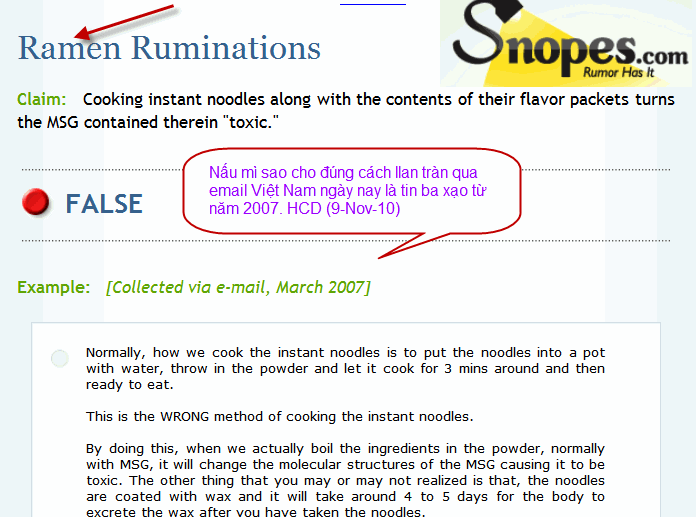 Ramen Ruminations
Snopes.com
Rumor Has It
Claim: Cooking instant noodles along with the contents of their flavor packets turns
the MSG contained therein "toxic."
FALSE
Nấu mì sao cho đúng cách llan tràn qua
email Việt Nam ngày nay là tin ba xạo từ
năm 2007. HCD (9-Nov-10)
Example: [Collected via e-mail, March 2007]
Normally, how we cook the instant noodles is to put the noodles into a pot
with water, throw in the powder and let it cook for 3 mins around and then
ready to eat.
This is the WRONG method of cooking the instant noodles.
By doing this, when we actually boil the ingredients in the powder, normally
with MSG, it will change the molecular structures of the MSG causing it to be
toxic. The other thing that you may or may not realized is that, the noodles
are coated with wax and it will take around 4 to 5 days for the body to
excrete the wax after you have taken the noodles.